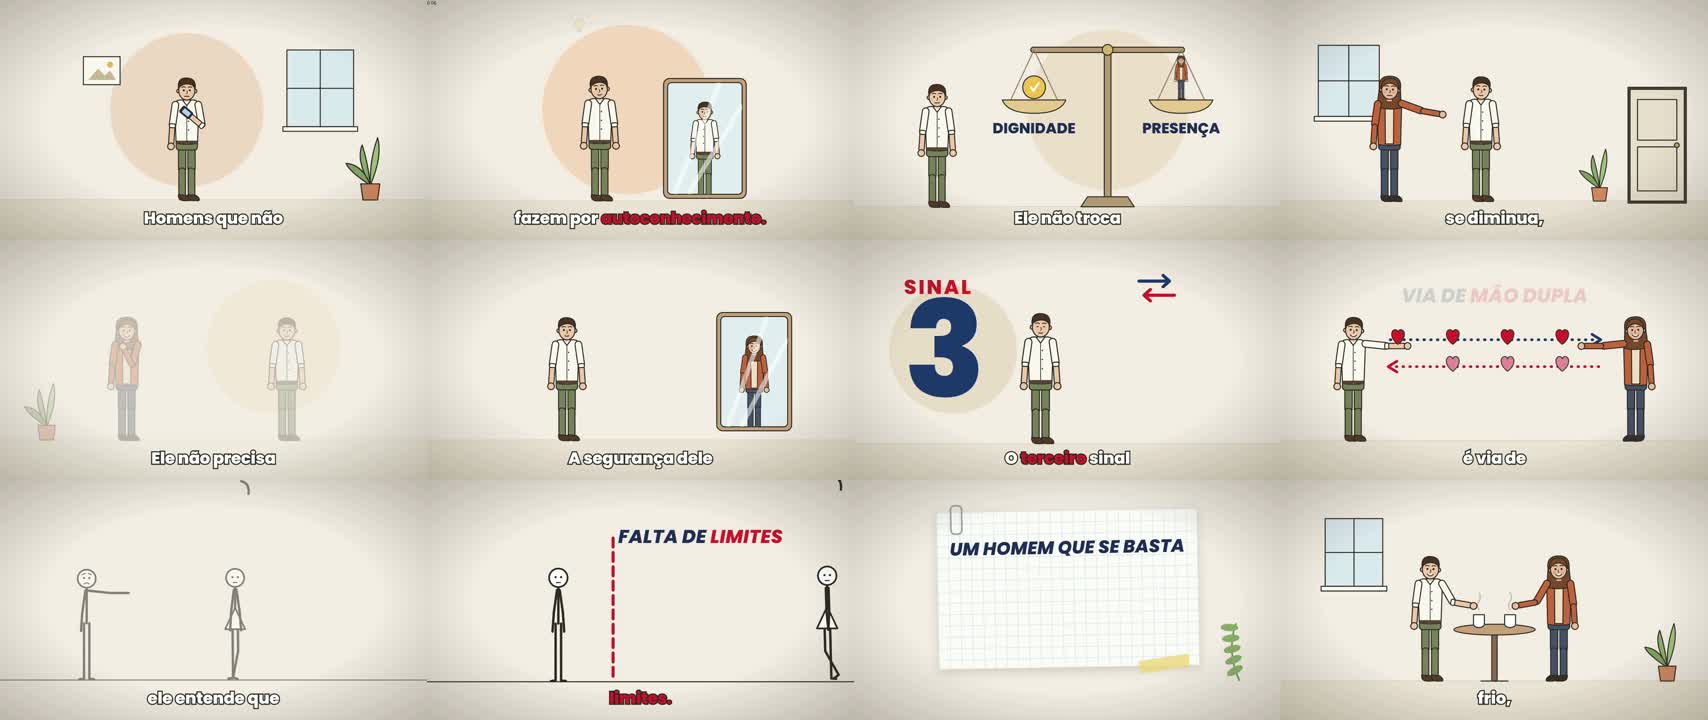 0:06
Homens que não
fazem por autoconhecimento.
DIGNIDADE
PRESENÇA
Ele não troca
se diminua,
Ele não precisa
A segurança dele
SINAL
3
O terceiro sinal
VIA DE MÃO DUPLA
é via de
ele entende que
FALTA DE LIMITES
limites.
UM HOMEM QUE SE BASTA
frio,